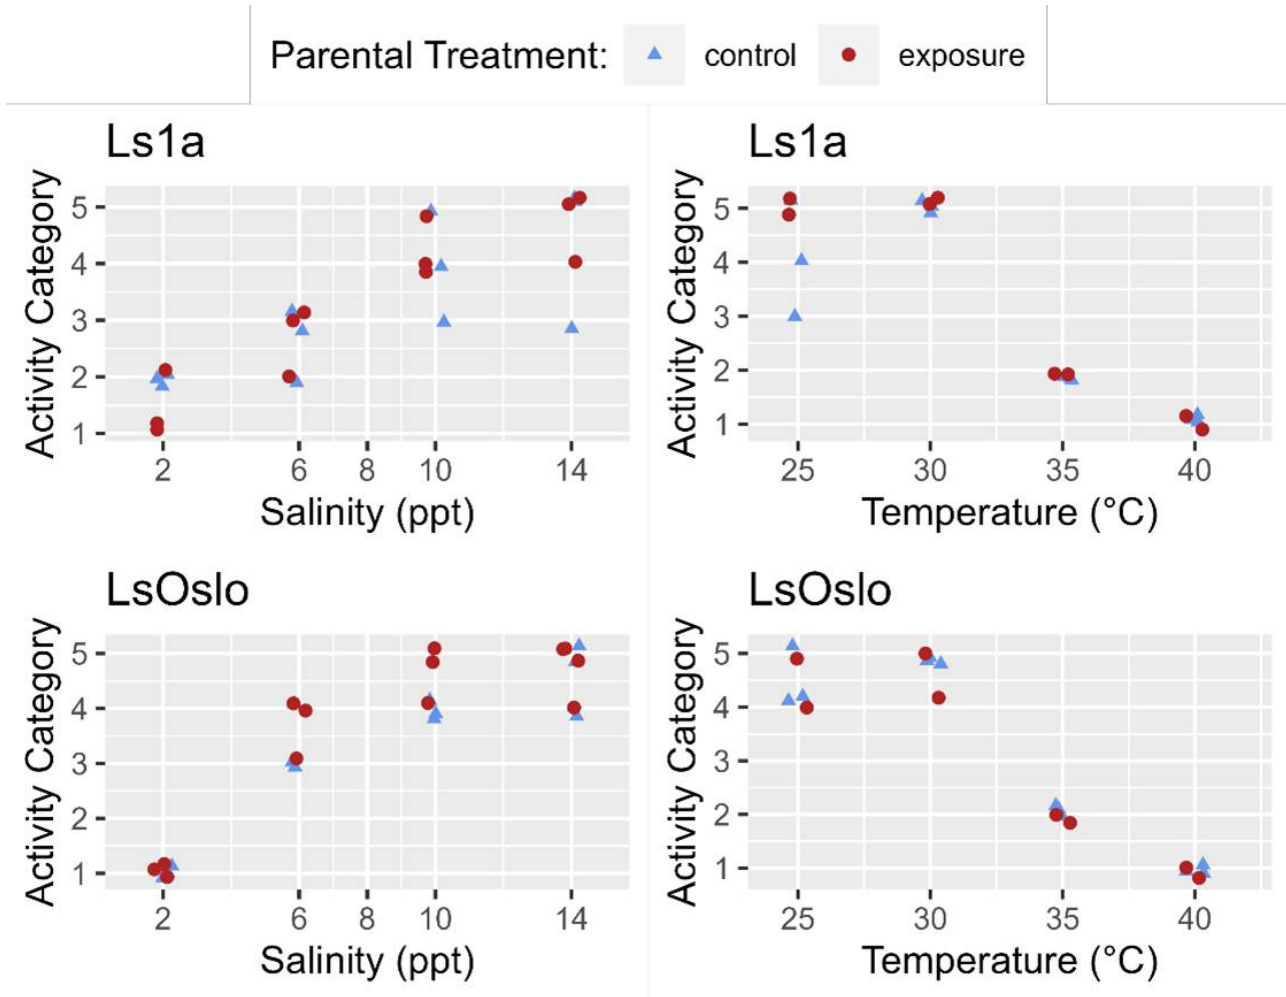 Parental Treatment: control exposure
Ls1a
Activity Category
5
4
3
2
1
2 6 8 10 14
Salinity (ppt)
Ls1a
Activity Category
5
4
3
2
1
25 30 35 40
Temperature (°C)
LsOslo
Activity Category
5
4
3
2
1
2 6 8 10 14
Salinity (ppt)
LsOslo
Activity Category
5
4
3
2
1
25 30 35 40
Temperature (°C)